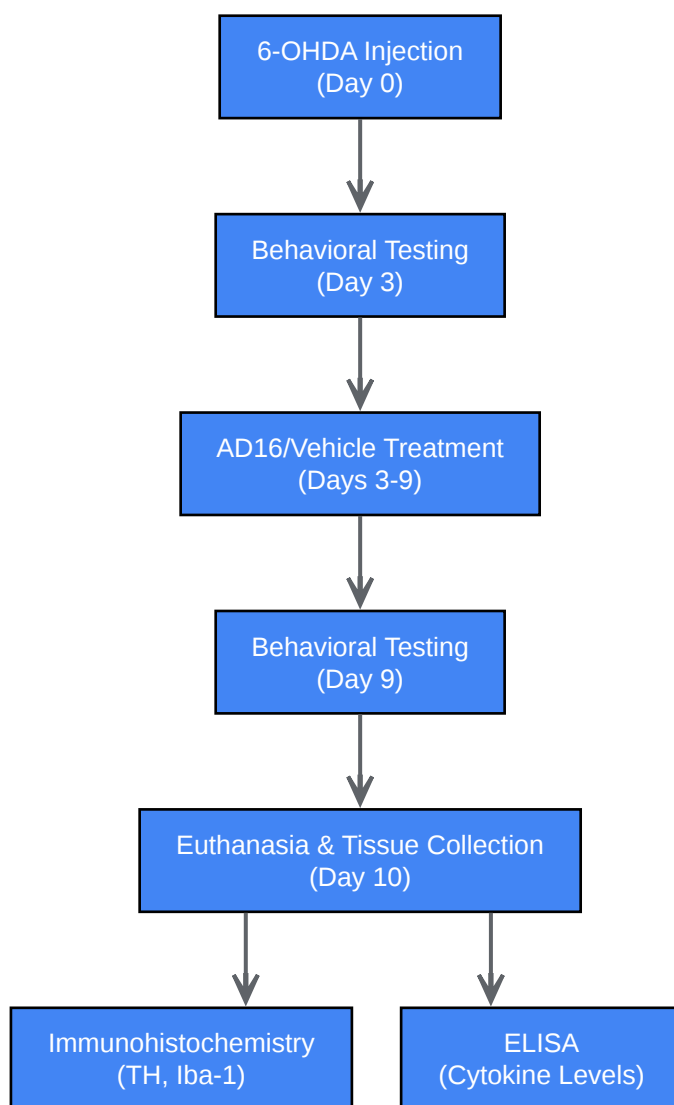 6-OHDA Injection
(Day 0)
Behavioral Testing
(Day 3)
AD16/Vehicle Treatment
(Days 3-9)
Behavioral Testing
(Day 9)
Euthanasia & Tissue Collection
(Day 10)
Immunohistochemistry
(TH, Iba-1)
ELISA
(Cytokine Levels)